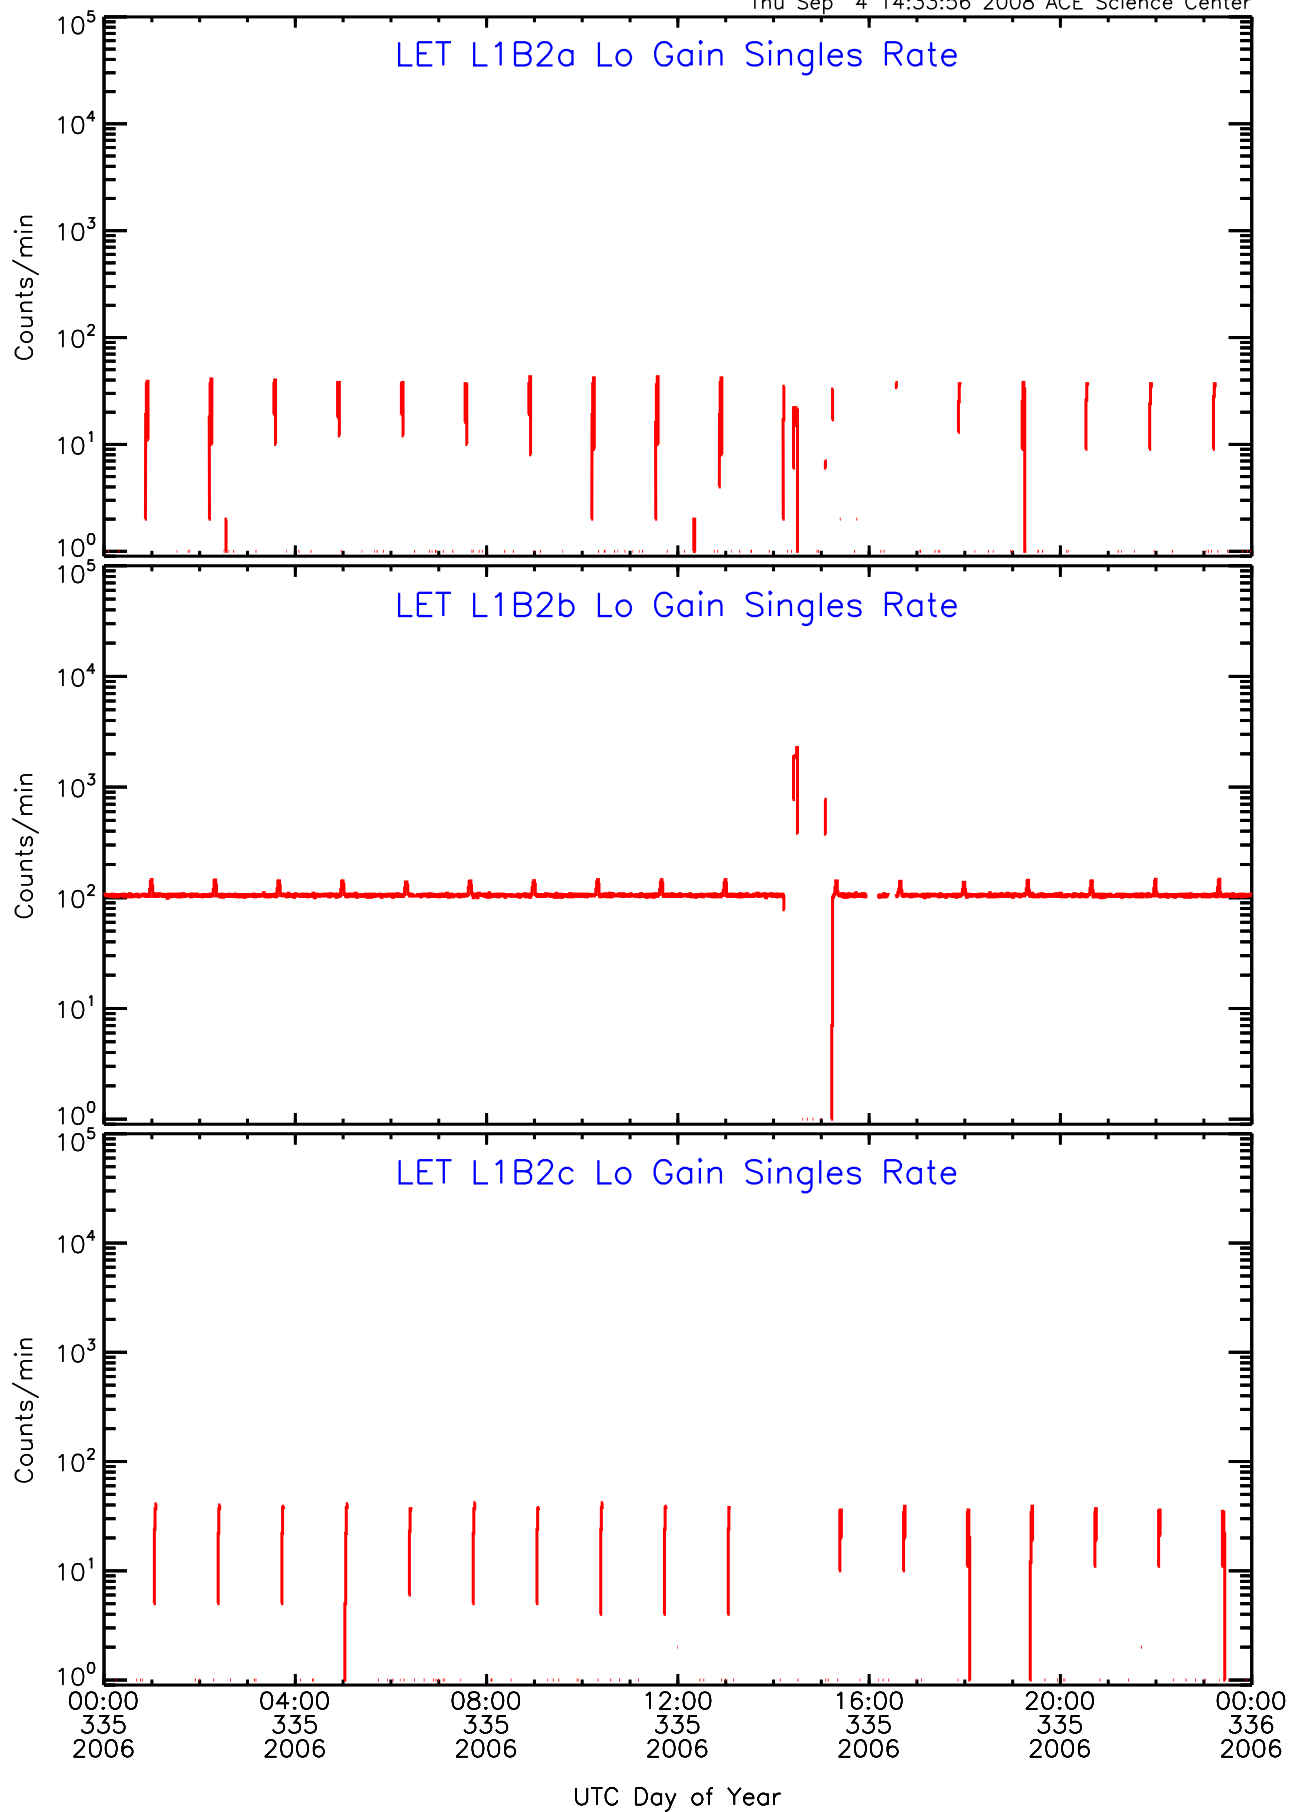 Thu Sep 4 14:33:56 2008 ACE Science Center
LET L1B2a Lo Gain Singles Rate
10^5
10^4
10^3
10^2
10^1
10^0
Counts/min
LET L1B2b Lo Gain Singles Rate
10^5
10^4
10^3
10^2
10^1
10^0
Counts/min
LET L1B2c Lo Gain Singles Rate
10^5
10^4
10^3
10^2
10^1
10^0
Counts/min
00:00 04:00 08:00 12:00 16:00 20:00 00:00
335 335 335 335 335 335 336
2006 2006 2006 2006 2006 2006 2006
UTC Day of Year